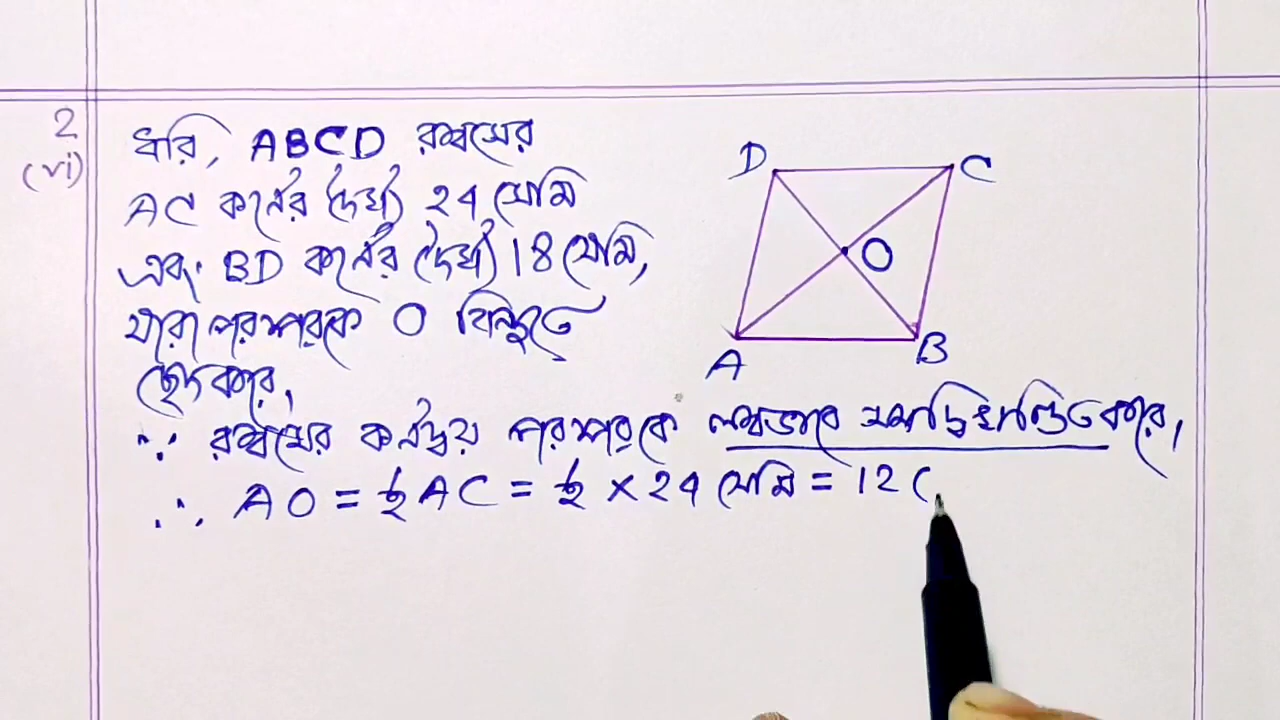 2
(vi)
ধরি, ABCD রম্বসের
AC কর্নের দৈর্ঘ্য 24 সেমি
এবং BD কর্নের দৈর্ঘ্য 18 সেমি,
যারা পরস্পরকে O বিন্দুতে
ছেদ করে,
∵ রম্বসের কর্নদ্বয় পরস্পরকে লম্বভাবে সমদ্বিখণ্ডিত করে,
∴ AO = 1/2 AC = 1/2 × 24 সেমি = 12 (
D
C
O
A
B